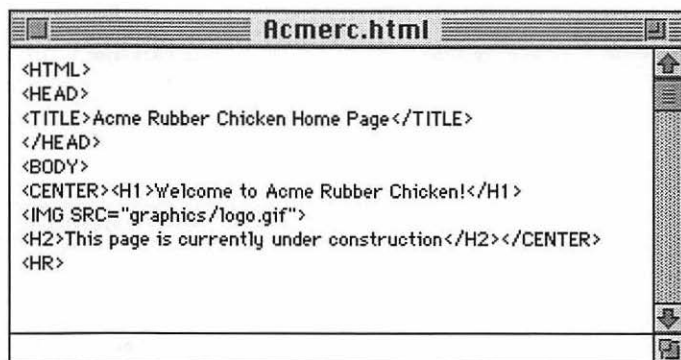 Acmerc.html
<HTML>
<HEAD>
<TITLE>Acme Rubber Chicken Home Page</TITLE>
</HEAD>
<BODY>
<CENTER><H1>Welcome to Acme Rubber Chicken!</H1>
<IMG SRC="graphics/logo.gif">
<H2>This page is currently under construction</H2></CENTER>
<HR>